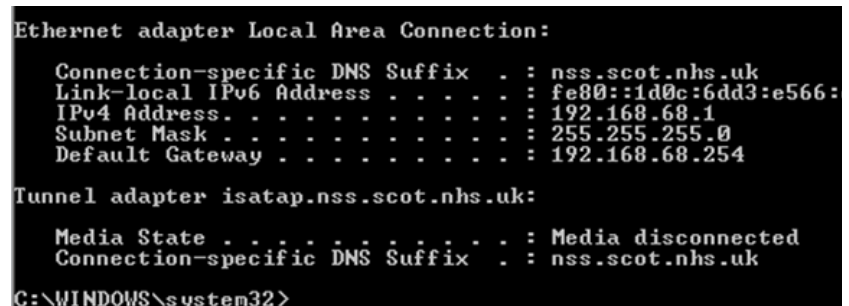 Ethernet adapter Local Area Connection:
Connection-specific DNS Suffix . : nss.scot.nhs.uk
Link-local IPv6 Address . . . . . : fe80::1d0c:6dd3:e566:
IPv4 Address. . . . . . . . . . . : 192.168.68.1
Subnet Mask . . . . . . . . . . . : 255.255.255.0
Default Gateway . . . . . . . . . : 192.168.68.254
Tunnel adapter isatap.nss.scot.nhs.uk:
Media State . . . . . . . . . . . : Media disconnected
Connection-specific DNS Suffix . : nss.scot.nhs.uk
C:\WINDOWS\system32>